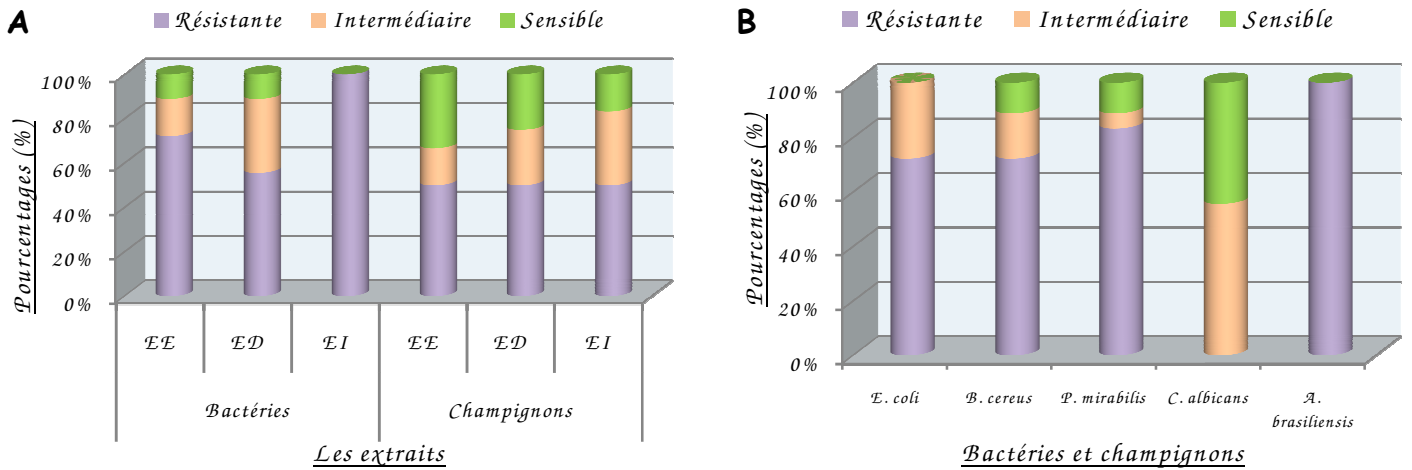 A
Résistante Intermédiaire Sensible
100%
80%
60%
40%
20%
0%
Pourcentages (%)
EE ED EI EE ED EI
Bactéries Champignons
Les extraits
B
Résistante Intermédiaire Sensible
100%
80%
60%
40%
20%
0%
Pourcentages (%)
E. coli B. cereus P. mirabilis C. albicans A.
brasiliensis
Bactéries et champignons